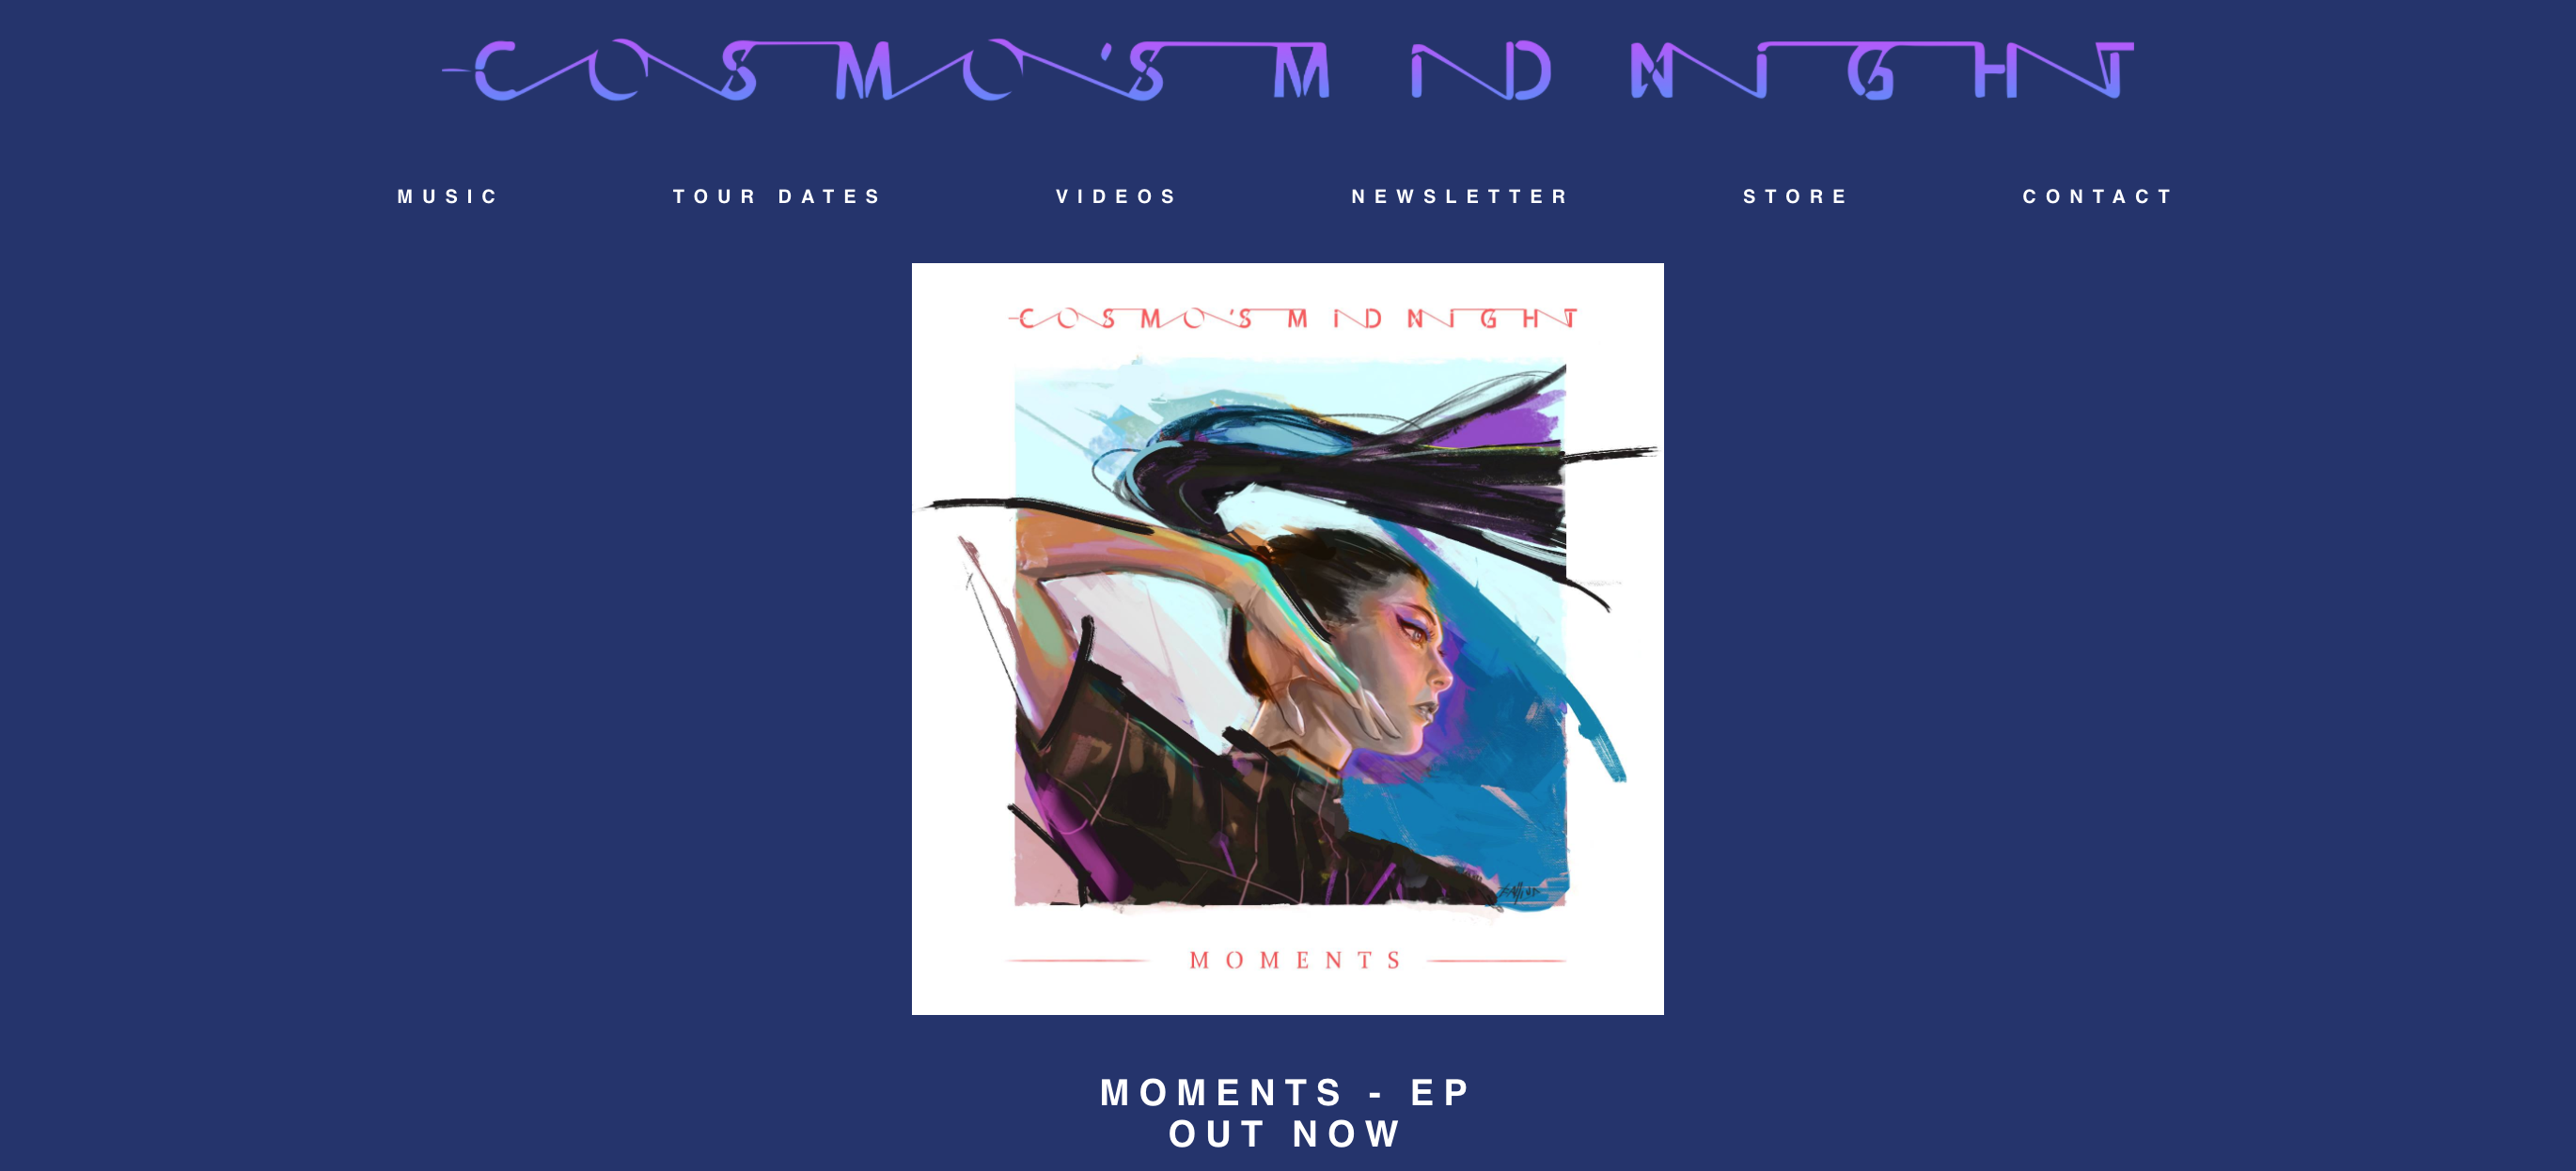 COSMO'S MIDNIGHT
MUSIC TOUR DATES VIDEOS NEWSLETTER STORE CONTACT
COSMO'S MIDNIGHT
MOMENTS
MOMENTS - EP
OUT NOW